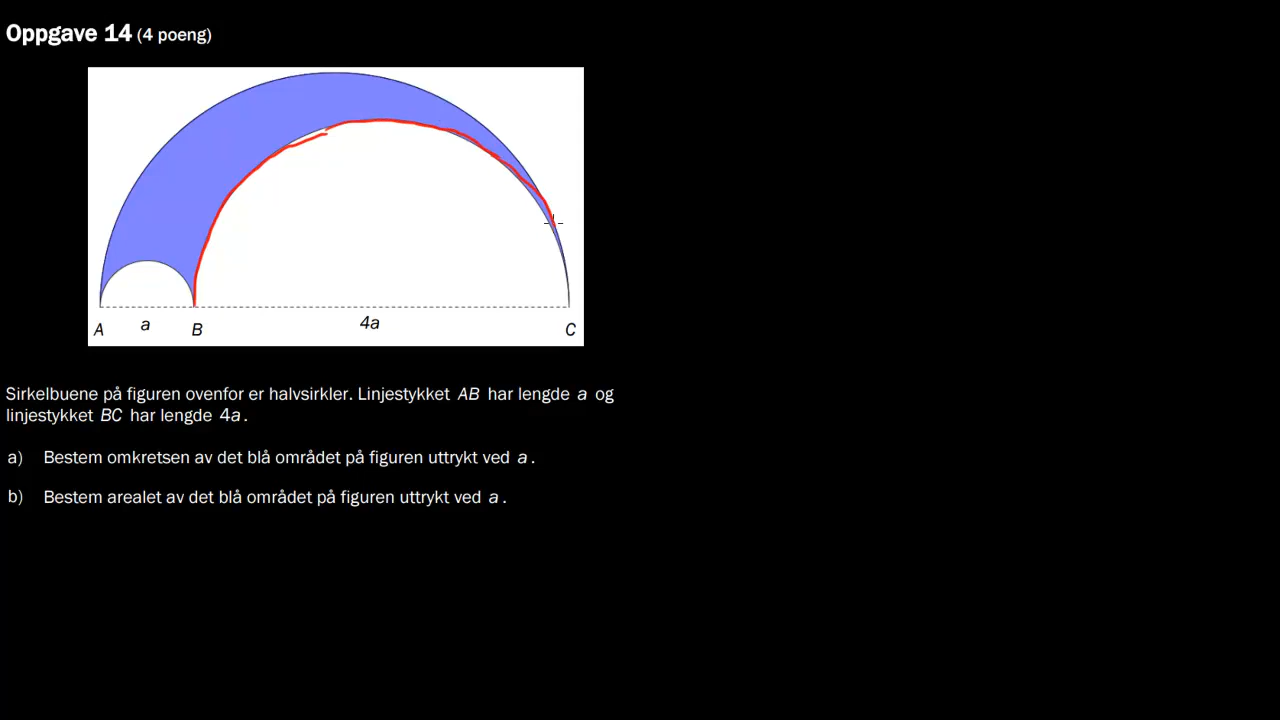 Oppgave 14 (4 poeng)
a
4a
A
B
C
Sirkelbuene på figuren ovenfor er halvsirkler. Linjestykket AB har lengde a og
linjestykket BC har lengde 4a.
a) Bestem omkretsen av det blå området på figuren uttrykt ved a.
b) Bestem arealet av det blå området på figuren uttrykt ved a.